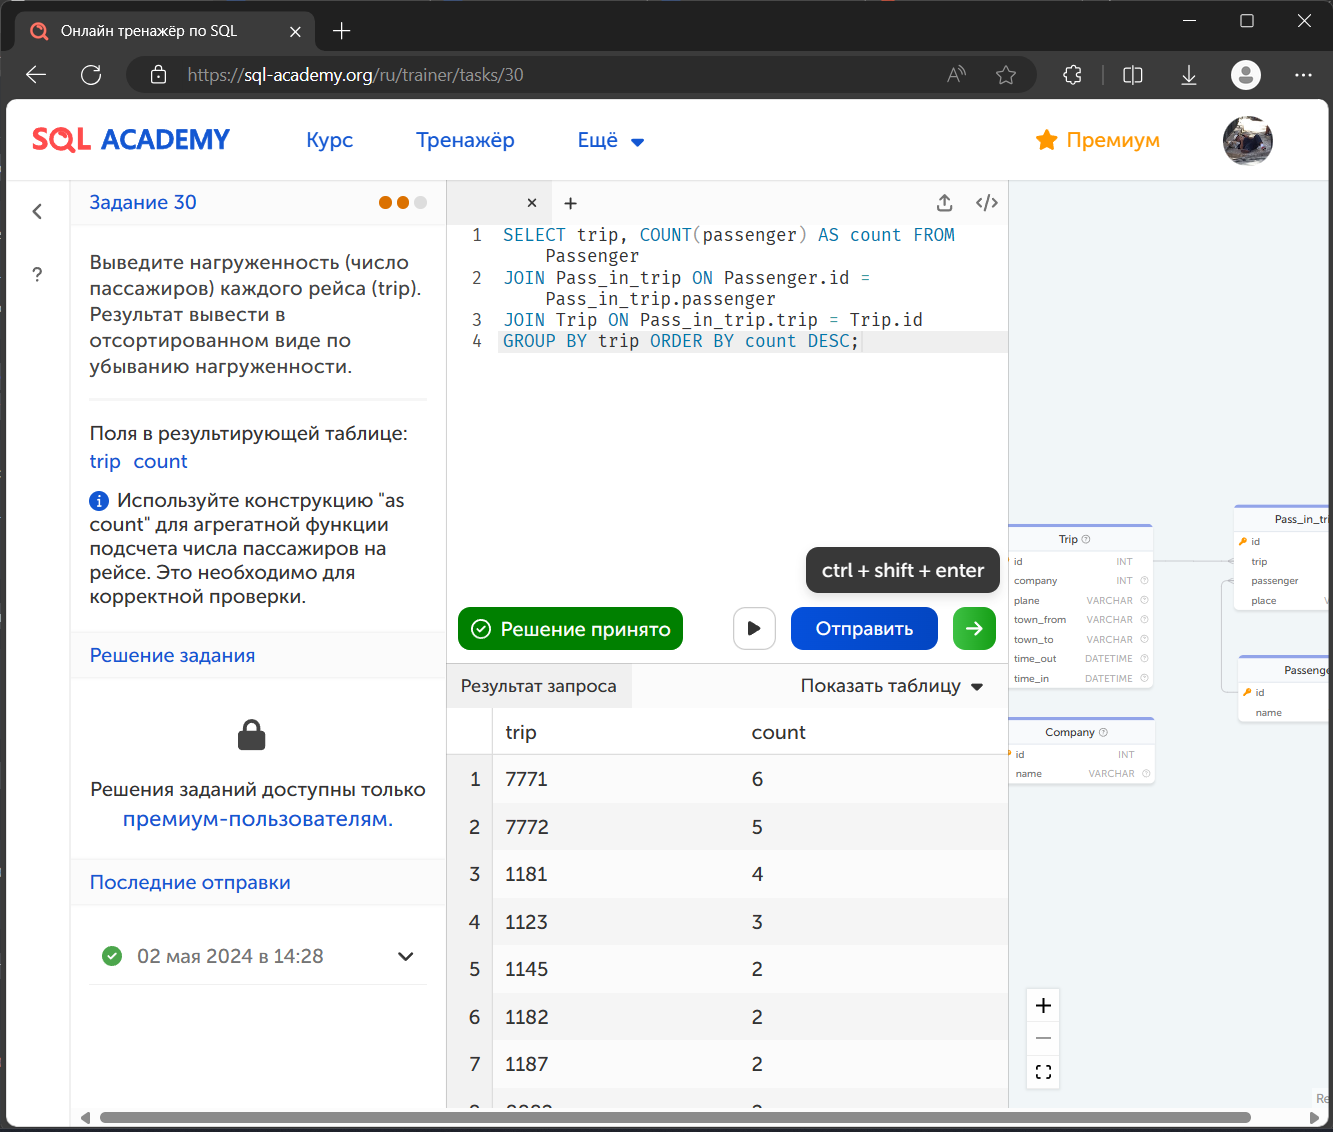 Онлайн тренажёр по SQL
https://sql-academy.org/ru/trainer/tasks/30
SQL ACADEMY
Курс
Тренажёр
Ещё
Премиум
Задание 30
Выведите нагруженность (число
пассажиров) каждого рейса (trip).
Результат вывести в
отсортированном виде по
убыванию нагруженности.
Поля в результирующей таблице:
trip count
Используйте конструкцию "as
count" для агрегатной функции
подсчета числа пассажиров на
рейсе. Это необходимо для
корректной проверки.
Решение задания
Решения заданий доступны только
премиум-пользователям.
Последние отправки
02 мая 2024 в 14:28
1 SELECT trip, COUNT(passenger) AS count FROM
Passenger
2 JOIN Pass_in_trip ON Passenger.id =
Pass_in_trip.passenger
3 JOIN Trip ON Pass_in_trip.trip = Trip.id
4 GROUP BY trip ORDER BY count DESC;
ctrl + shift + enter
Решение принято
Отправить
Результат запроса
Показать таблицу
trip count
1 7771 6
2 7772 5
3 1181 4
4 1123 3
5 1145 2
6 1182 2
7 1187 2
Trip
id INT
company INT
plane VARCHAR
town_from VARCHAR
town_to VARCHAR
time_out DATETIME
time_in DATETIME
Company
id INT
name VARCHAR
Pass_in_tri
id
trip
passenger
place
Passenge
id
name
Re